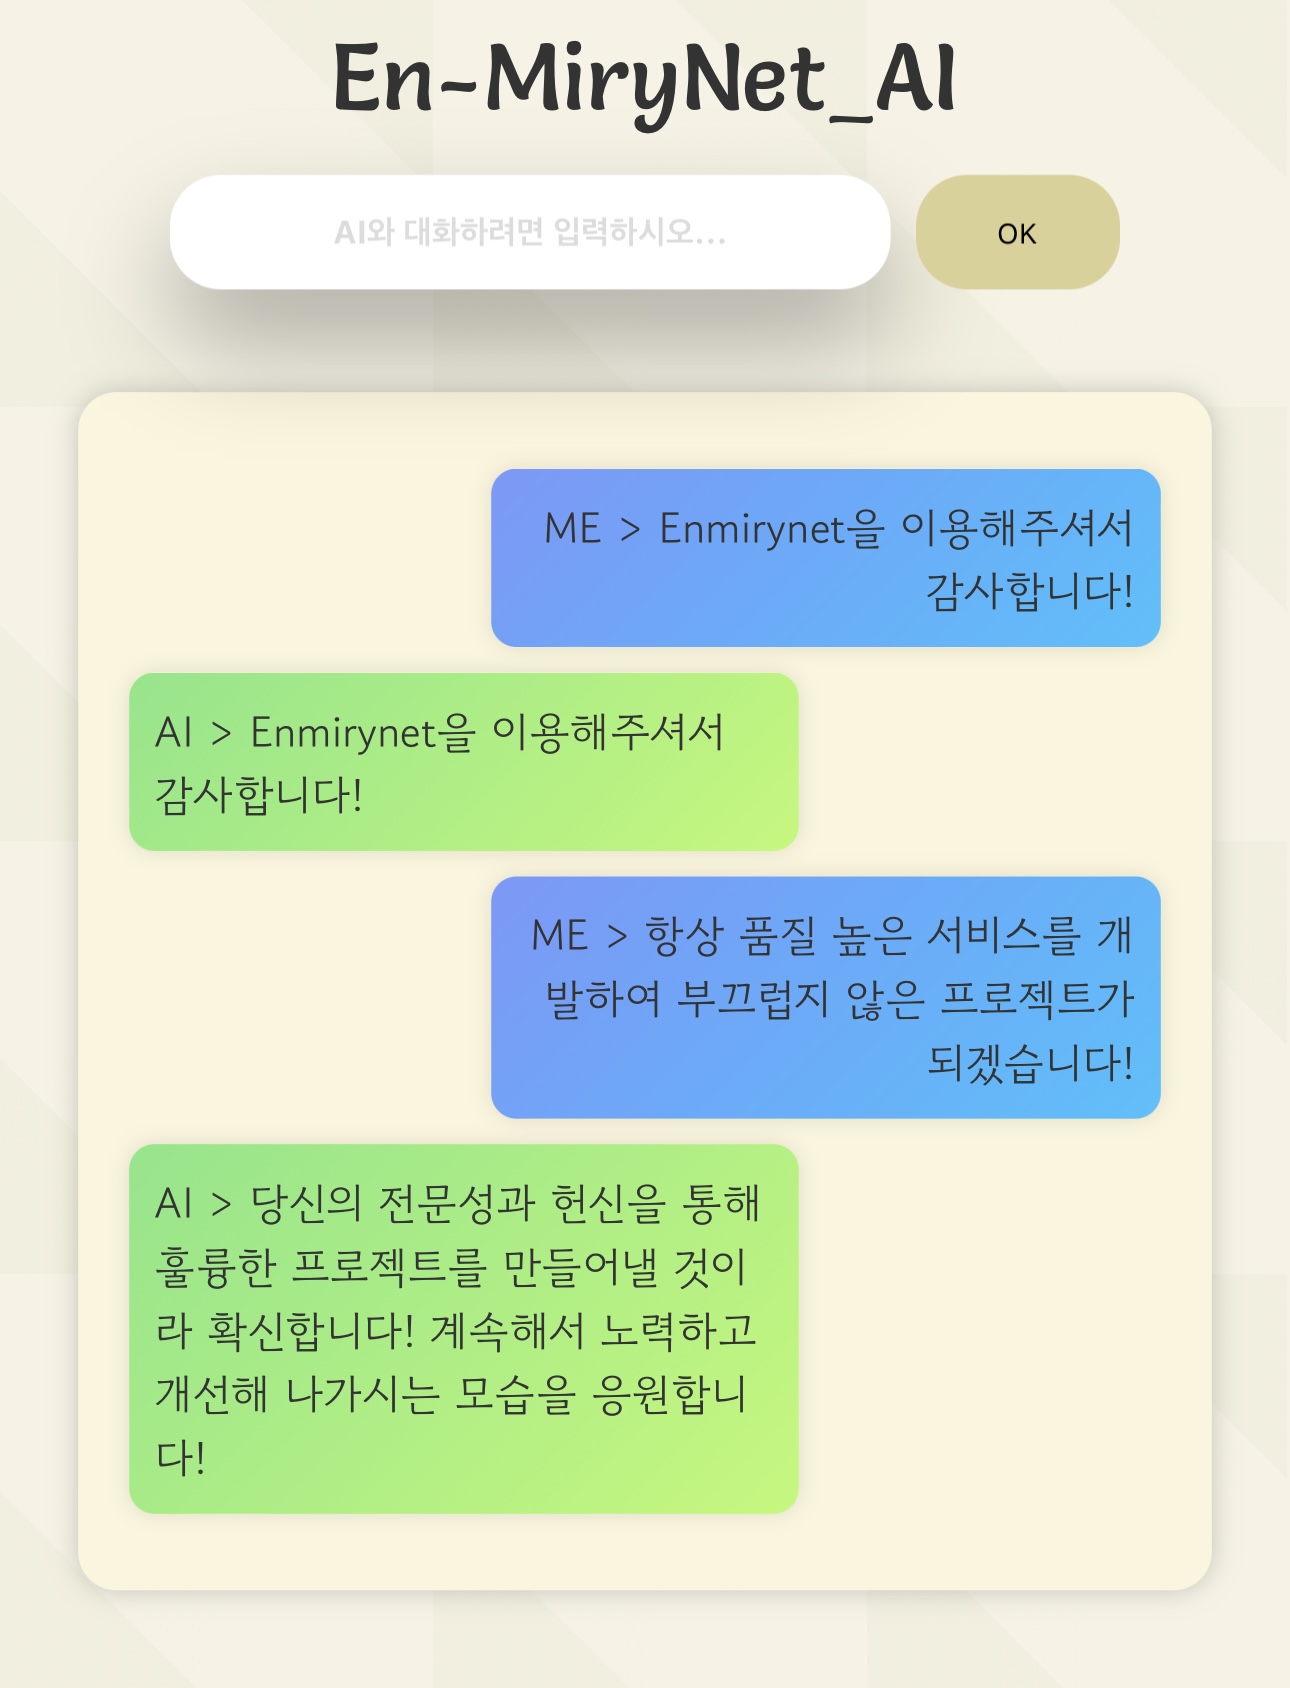 En-MiryNet_AI
AI와 대화하려면 입력하시오...
OK
ME > Enmirynet을 이용해주셔서
감사합니다!
AI > Enmirynet을 이용해주셔서
감사합니다!
ME > 항상 품질 높은 서비스를 개
발하여 부끄럽지 않은 프로젝트가
되겠습니다!
AI > 당신의 전문성과 헌신을 통해
훌륭한 프로젝트를 만들어낼 것이
라 확신합니다! 계속해서 노력하고
개선해 나가시는 모습을 응원합니
다!